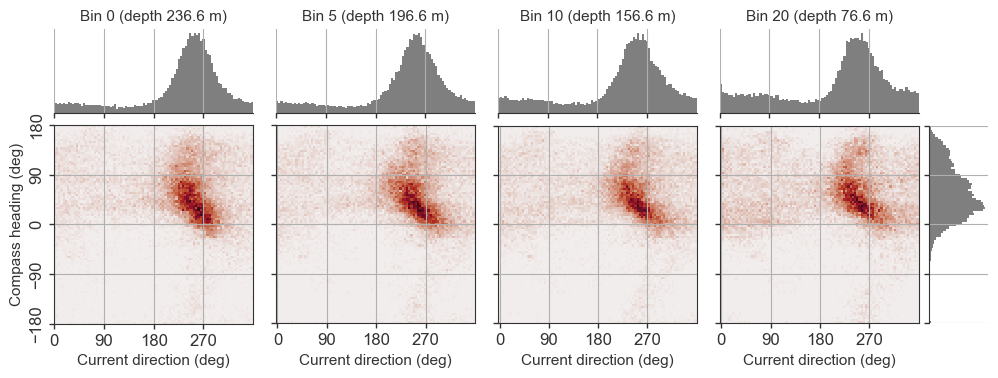 Bin 0 (depth 236.6 m) Bin 5 (depth 196.6 m) Bin 10 (depth 156.6 m) Bin 20 (depth 76.6 m)
Compass heading (deg)
180
90
0
−90
−180
0 90 180 270 0 90 180 270 0 90 180 270 0 90 180 270
Current direction (deg) Current direction (deg) Current direction (deg) Current direction (deg)